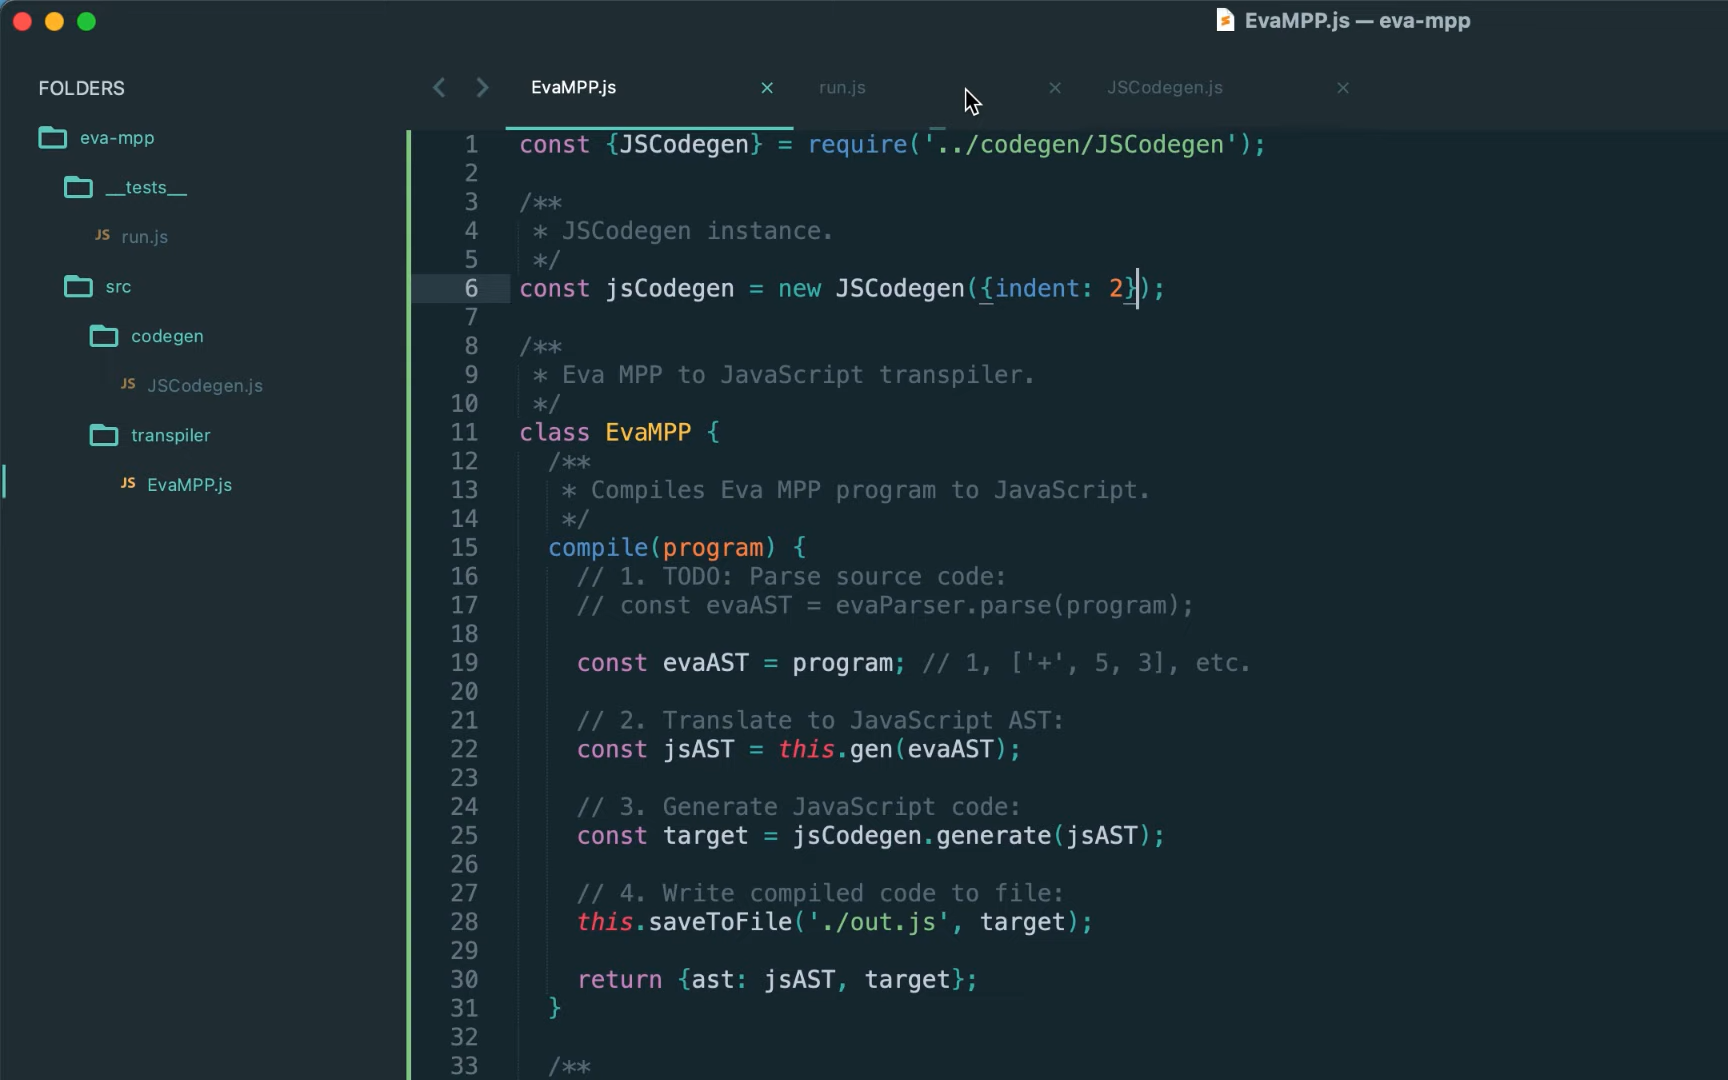 EvaMPP.js — eva-mpp
FOLDERS
eva-mpp
__tests__
JS run.js
src
codegen
JS JSCodegen.js
transpiler
JS EvaMPP.js
EvaMPP.js × run.js × JSCodegen.js ×
1 const {JSCodegen} = require('../codegen/JSCodegen');
2
3 /**
4 * JSCodegen instance.
5 */
6 const jsCodegen = new JSCodegen({indent: 2});
7
8 /**
9 * Eva MPP to JavaScript transpiler.
10 */
11 class EvaMPP {
12 /**
13 * Compiles Eva MPP program to JavaScript.
14 */
15 compile(program) {
16 // 1. TODO: Parse source code:
17 // const evaAST = evaParser.parse(program);
18
19 const evaAST = program; // 1, ['+', 5, 3], etc.
20
21 // 2. Translate to JavaScript AST:
22 const jsAST = this.gen(evaAST);
23
24 // 3. Generate JavaScript code:
25 const target = jsCodegen.generate(jsAST);
26
27 // 4. Write compiled code to file:
28 this.saveToFile('./out.js', target);
29
30 return {ast: jsAST, target};
31 }
32
33 /**